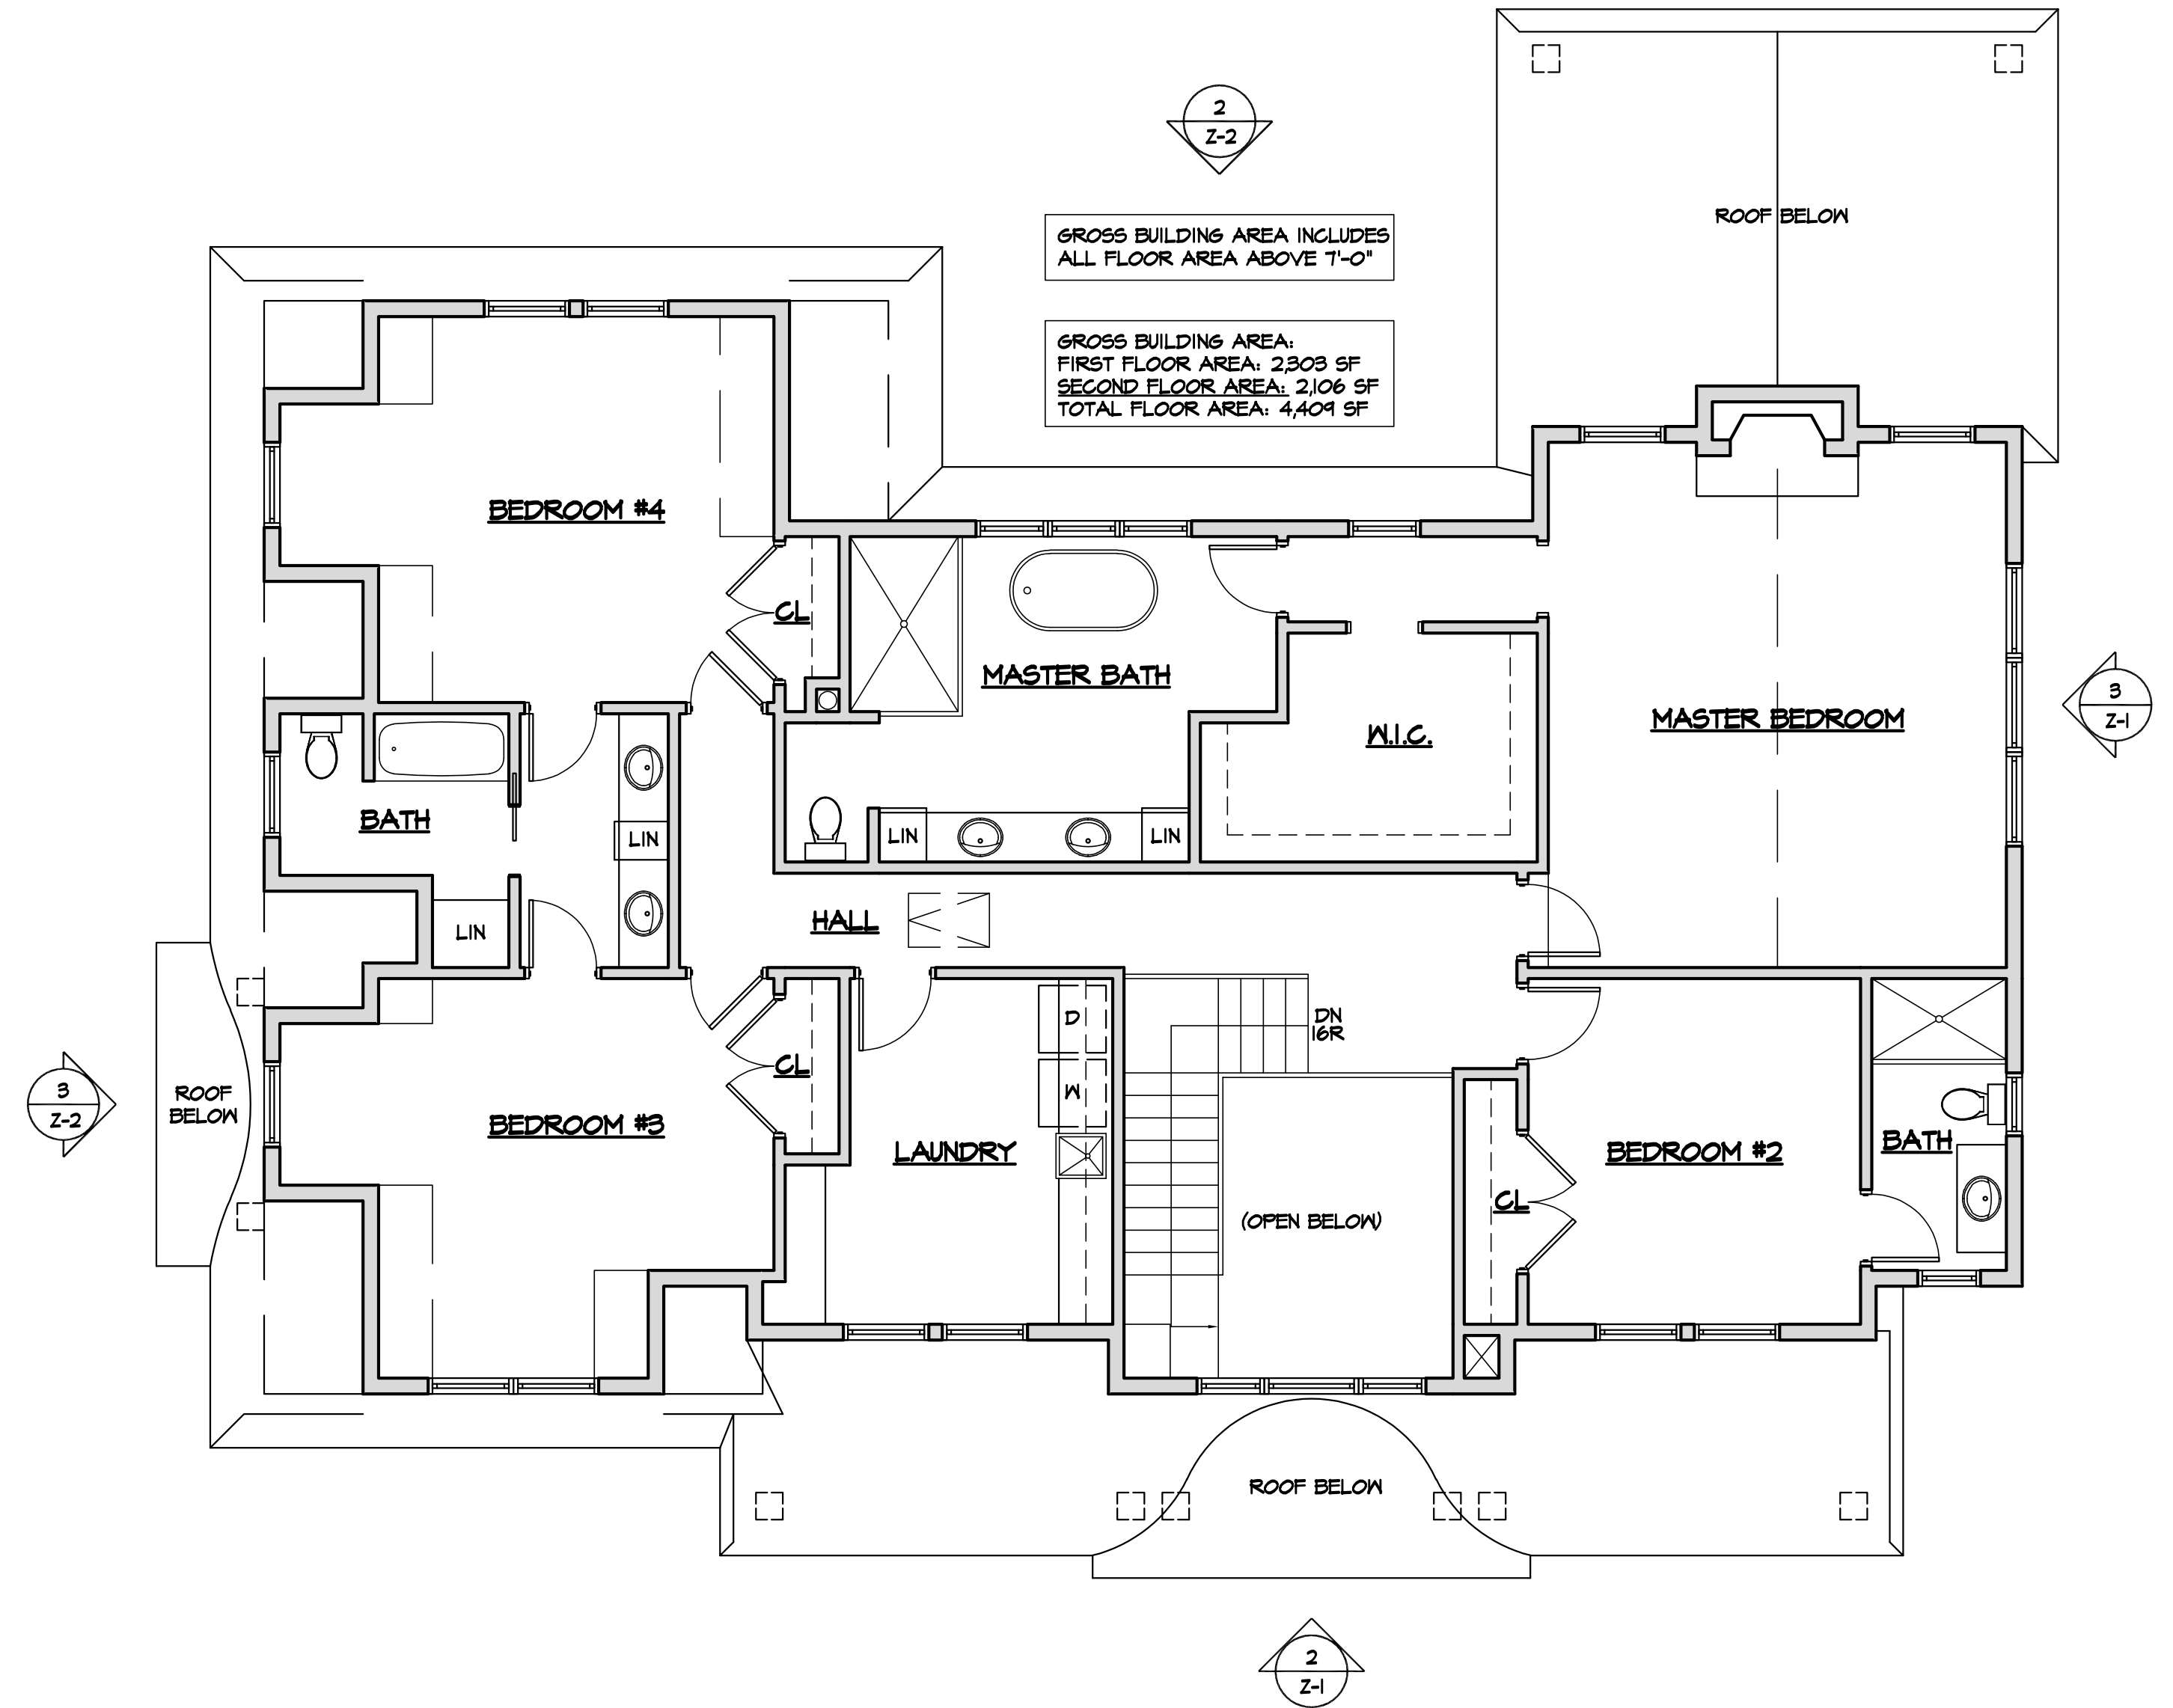 2
Z-2
ROOF BELOW
GROSS BUILDING AREA INCLUDES
ALL FLOOR AREA ABOVE 7'-0"
GROSS BUILDING AREA:
FIRST FLOOR AREA: 2,303 SF
SECOND FLOOR AREA: 2,106 SF
TOTAL FLOOR AREA: 4,409 SF
BEDROOM #4
CL
MASTER BATH
W.I.C.
MASTER BEDROOM
3
Z-1
BATH
LIN
LIN
LIN
LIN
HALL
DN
16R
D
W
3
Z-2
ROOF
BELOW
BEDROOM #3
CL
LAUNDRY
(OPEN BELOW)
CL
BEDROOM #2
BATH
ROOF BELOW
2
Z-1